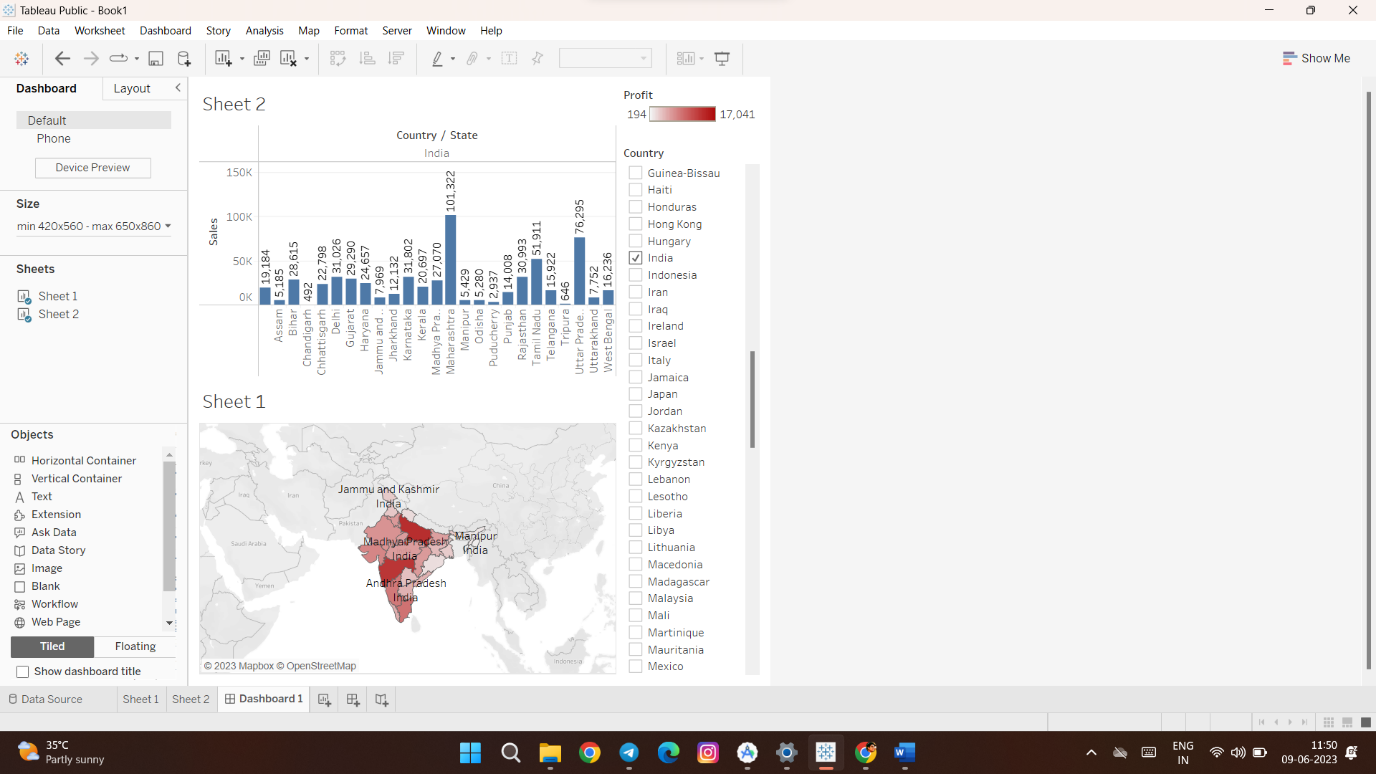 Tableau Public - Book1
File Data Worksheet Dashboard Story Analysis Map Format Server Window Help
Show Me
Dashboard Layout
Default
Phone
Device Preview
Size
min 420x560 - max 650x860
Sheets
Sheet 1
Sheet 2
Objects
Horizontal Container
Vertical Container
Text
Extension
Ask Data
Data Story
Image
Blank
Workflow
Web Page
Tiled Floating
Show dashboard title
Sheet 2
Country / State
India
Sales
150K
100K
50K
0K
19,184
5,185
28,615
492
22,798
31,026
29,290
24,657
7,969
12,132
31,802
20,697
27,070
101,322
5,429
5,280
2,937
14,008
30,993
51,911
15,922
646
76,295
7,752
16,236
Assam
Bihar
Chandigarh
Chhattisgarh
Delhi
Gujarat
Haryana
Jammu and..
Jharkhand
Karnataka
Kerala
Madhya Pra..
Maharashtra
Manipur
Odisha
Puducherry
Punjab
Rajasthan
Tamil Nadu
Telangana
Tripura
Uttar Prade..
Uttarakhand
West Bengal
Sheet 1
Iraq
Iran
China
Pakistan
Saudi Arabia
Yemen
Indonesia
Jammu and Kashmir
India
Madhya Pradesh
India
Manipur
India
Andhra Pradesh
India
© 2023 Mapbox © OpenStreetMap
Profit
194 17,041
Country
Guinea-Bissau
Haiti
Honduras
Hong Kong
Hungary
India
Indonesia
Iran
Iraq
Ireland
Israel
Italy
Jamaica
Japan
Jordan
Kazakhstan
Kenya
Kyrgyzstan
Lebanon
Lesotho
Liberia
Libya
Lithuania
Macedonia
Madagascar
Malaysia
Mali
Martinique
Mauritania
Mexico
Data Source Sheet 1 Sheet 2 Dashboard 1
35°C
Partly sunny
ENG
IN
11:50
09-06-2023